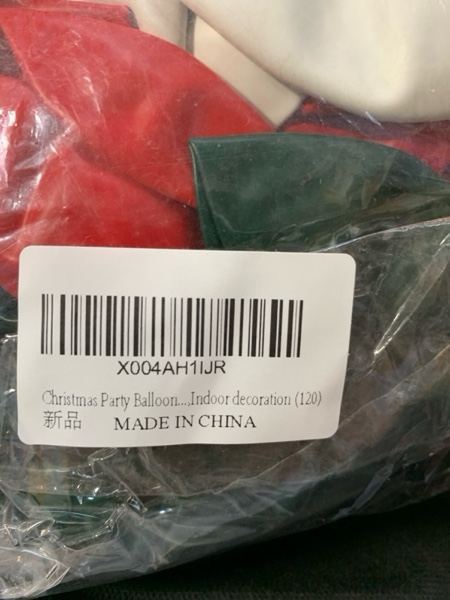 X004AH1IJR
Christmas Party Balloon...,Indoor decoration (120)
新品 MADE IN CHINA